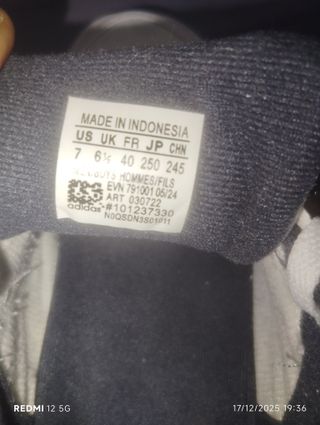 MADE IN INDONESIA
US UK FR JP CHN
7 6½ 40 250 245
HOMMES/FILS
EVN 791001 05/24
ART 030722
adidas #101237330
N0QSDN3S01011
REDMI 12 5G
17/12/2025 19:36